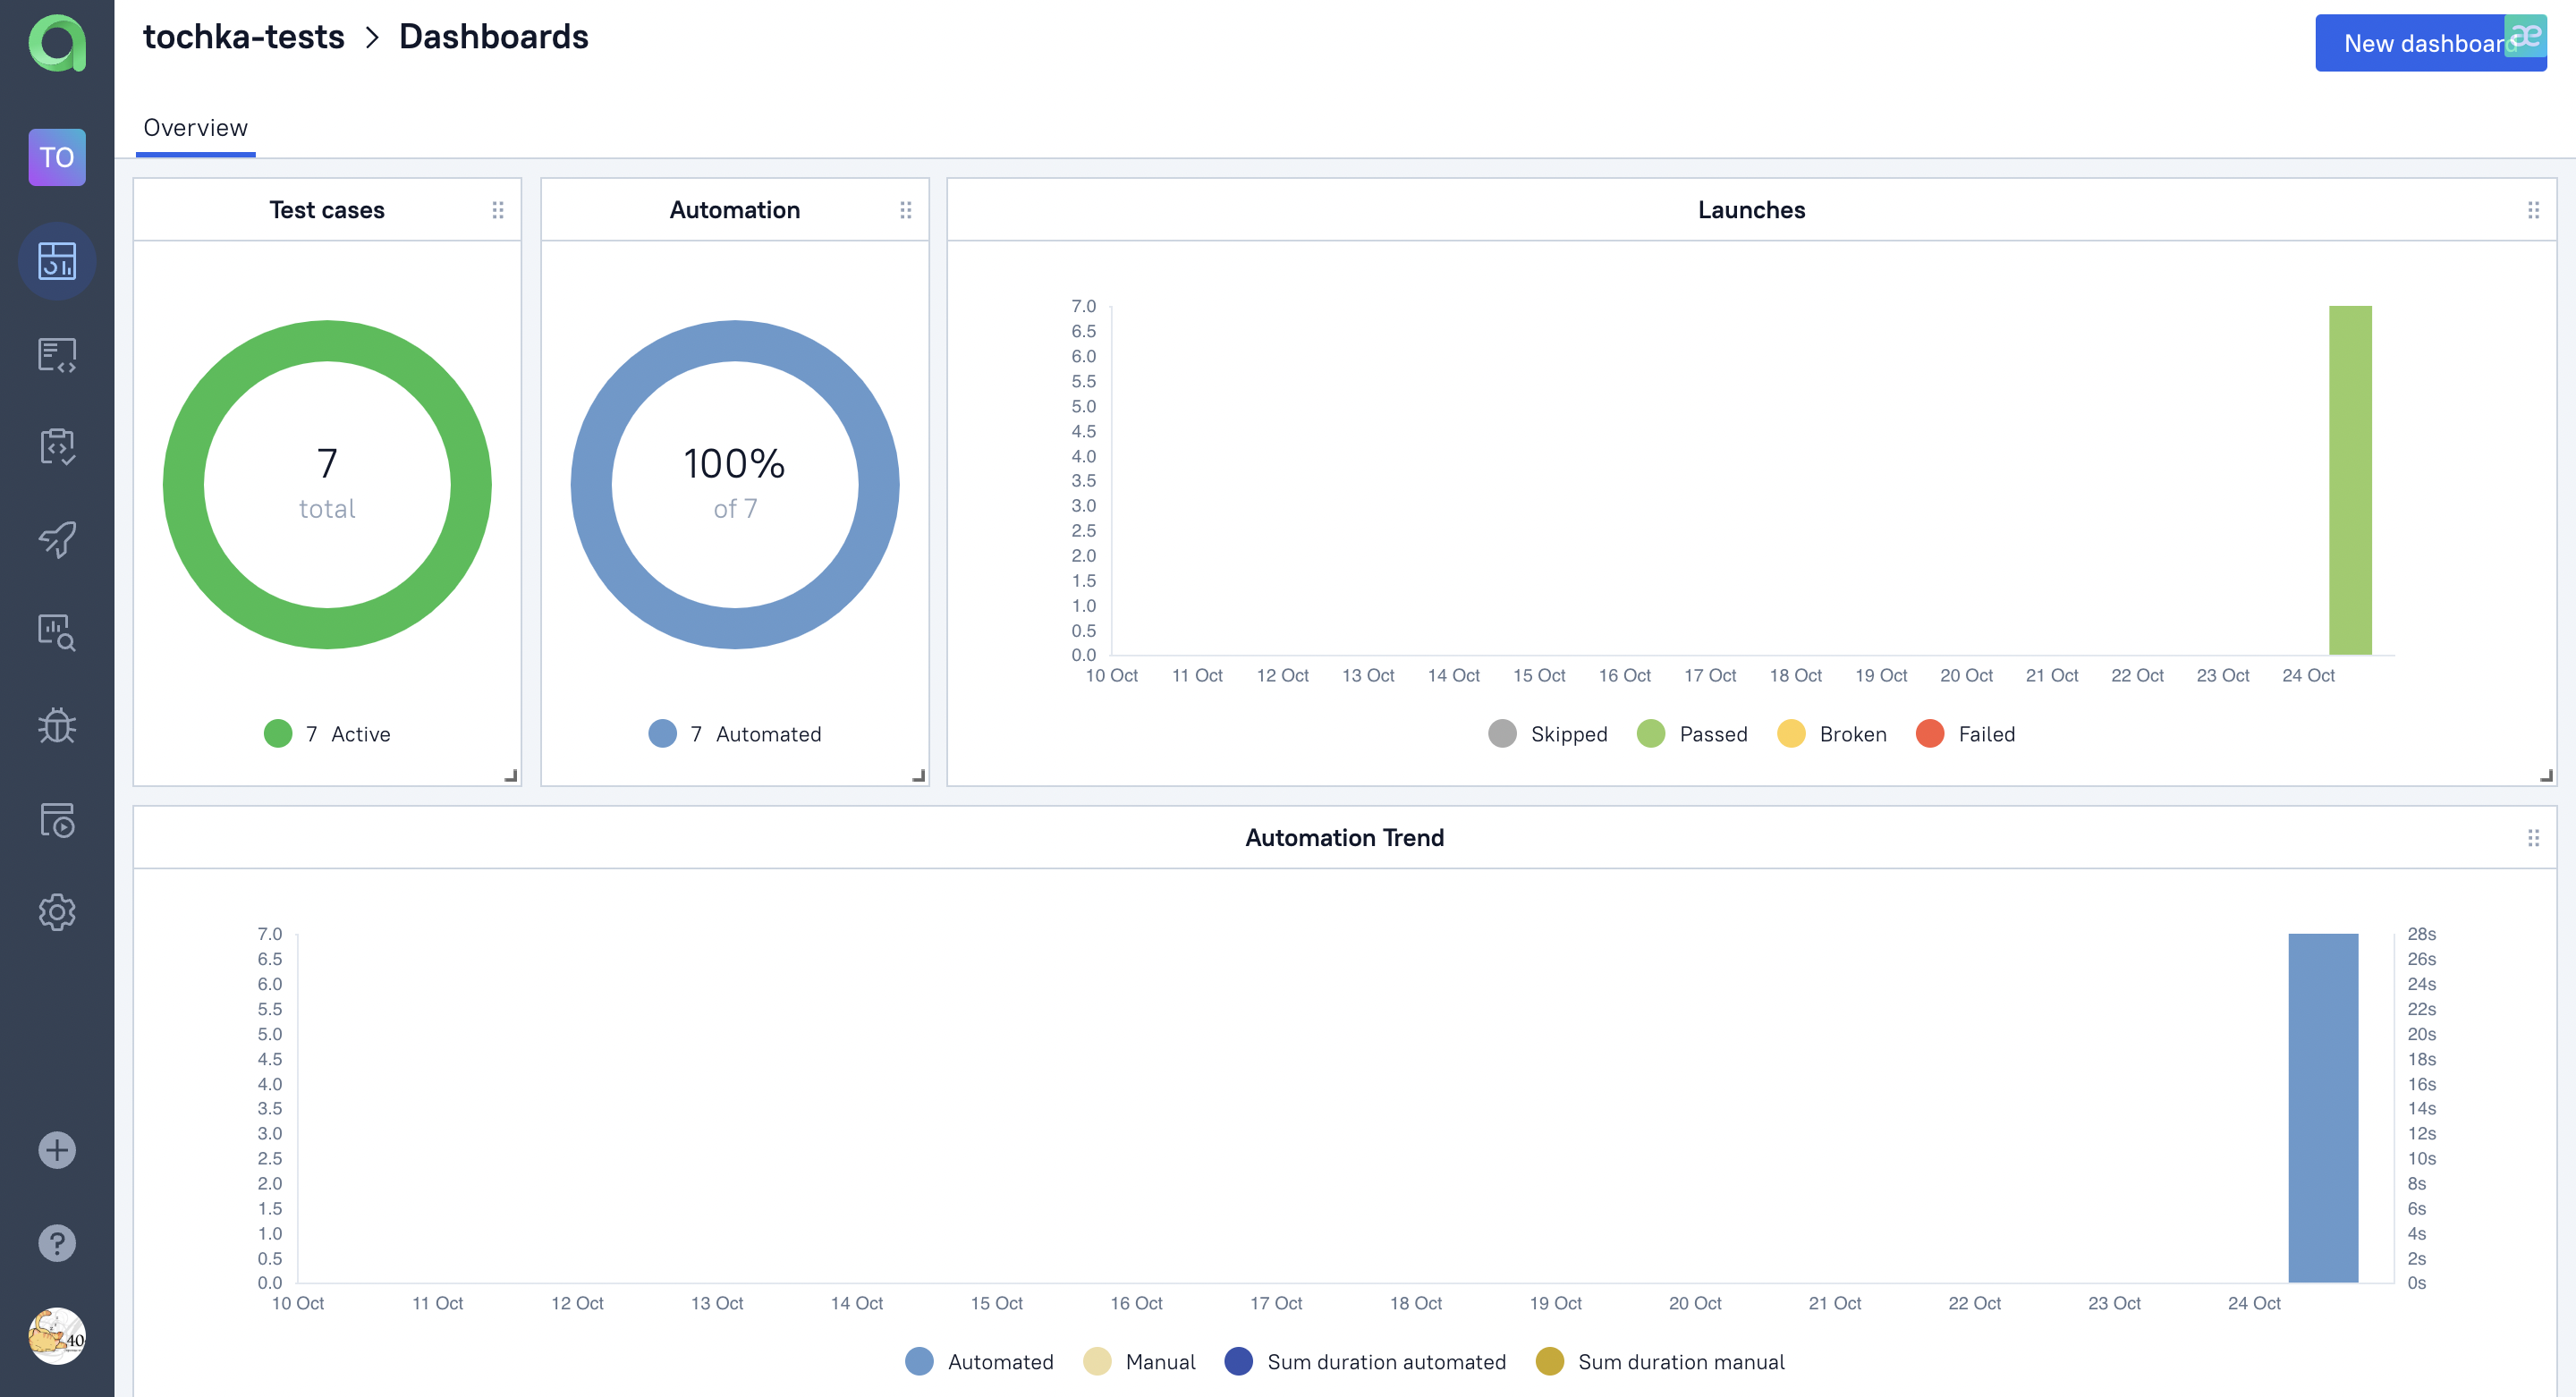 tochka-tests > Dashboards
New dashboard
æ
TO
Overview
Test cases
7
total
7 Active
Automation
100%
of 7
7 Automated
Launches
7.0
6.5
6.0
5.5
5.0
4.5
4.0
3.5
3.0
2.5
2.0
1.5
1.0
0.5
0.0
10 Oct 11 Oct 12 Oct 13 Oct 14 Oct 15 Oct 16 Oct 17 Oct 18 Oct 19 Oct 20 Oct 21 Oct 22 Oct 23 Oct 24 Oct
Skipped Passed Broken Failed
Automation Trend
7.0 28s
6.5 26s
6.0 24s
5.5 22s
5.0 20s
4.5 18s
4.0 16s
3.5 14s
3.0 12s
2.5 10s
2.0 8s
1.5 6s
1.0 4s
0.5 2s
0.0 0s
10 Oct 11 Oct 12 Oct 13 Oct 14 Oct 15 Oct 16 Oct 17 Oct 18 Oct 19 Oct 20 Oct 21 Oct 22 Oct 23 Oct 24 Oct
Automated Manual Sum duration automated Sum duration manual
40